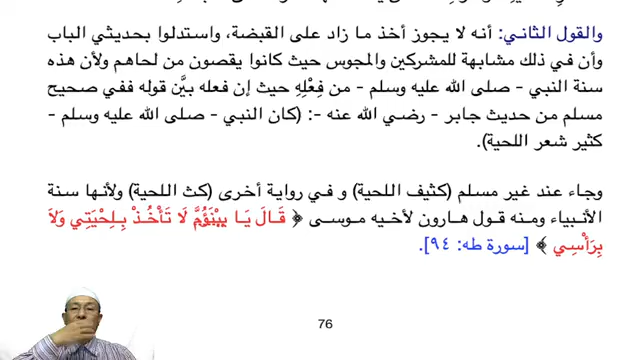 والقول الثاني: أنه لا يجوز أخذ ما زاد على القبضة، واستدلوا بحديثي الباب
وأن في ذلك مشابهة للمشركين والمجوس حيث كانوا يقصون من لحاهم ولأن هذه
سنة النبي - صلى الله عليه وسلم - من فِعْلِهِ حيث إن فعله بيَّن قوله ففي صحيح
مسلم من حديث جابر - رضي الله عنه -: (كان النبي - صلى الله عليه وسلم -
كثير شعر اللحية).
وجاء عند غير مسلم (كثيف اللحية) و في رواية أخرى (كث اللحية) ولأنها سنة
الأنبياء ومنه قول هارون لأخيه موسى ﴿ قَالَ يَا يَبْنَؤُمَّ لَا تَأْخُذْ بِلِحْيَتِي وَلَا
بِرَأْسِي ﴾ [سورة طه: ٩٤].
76